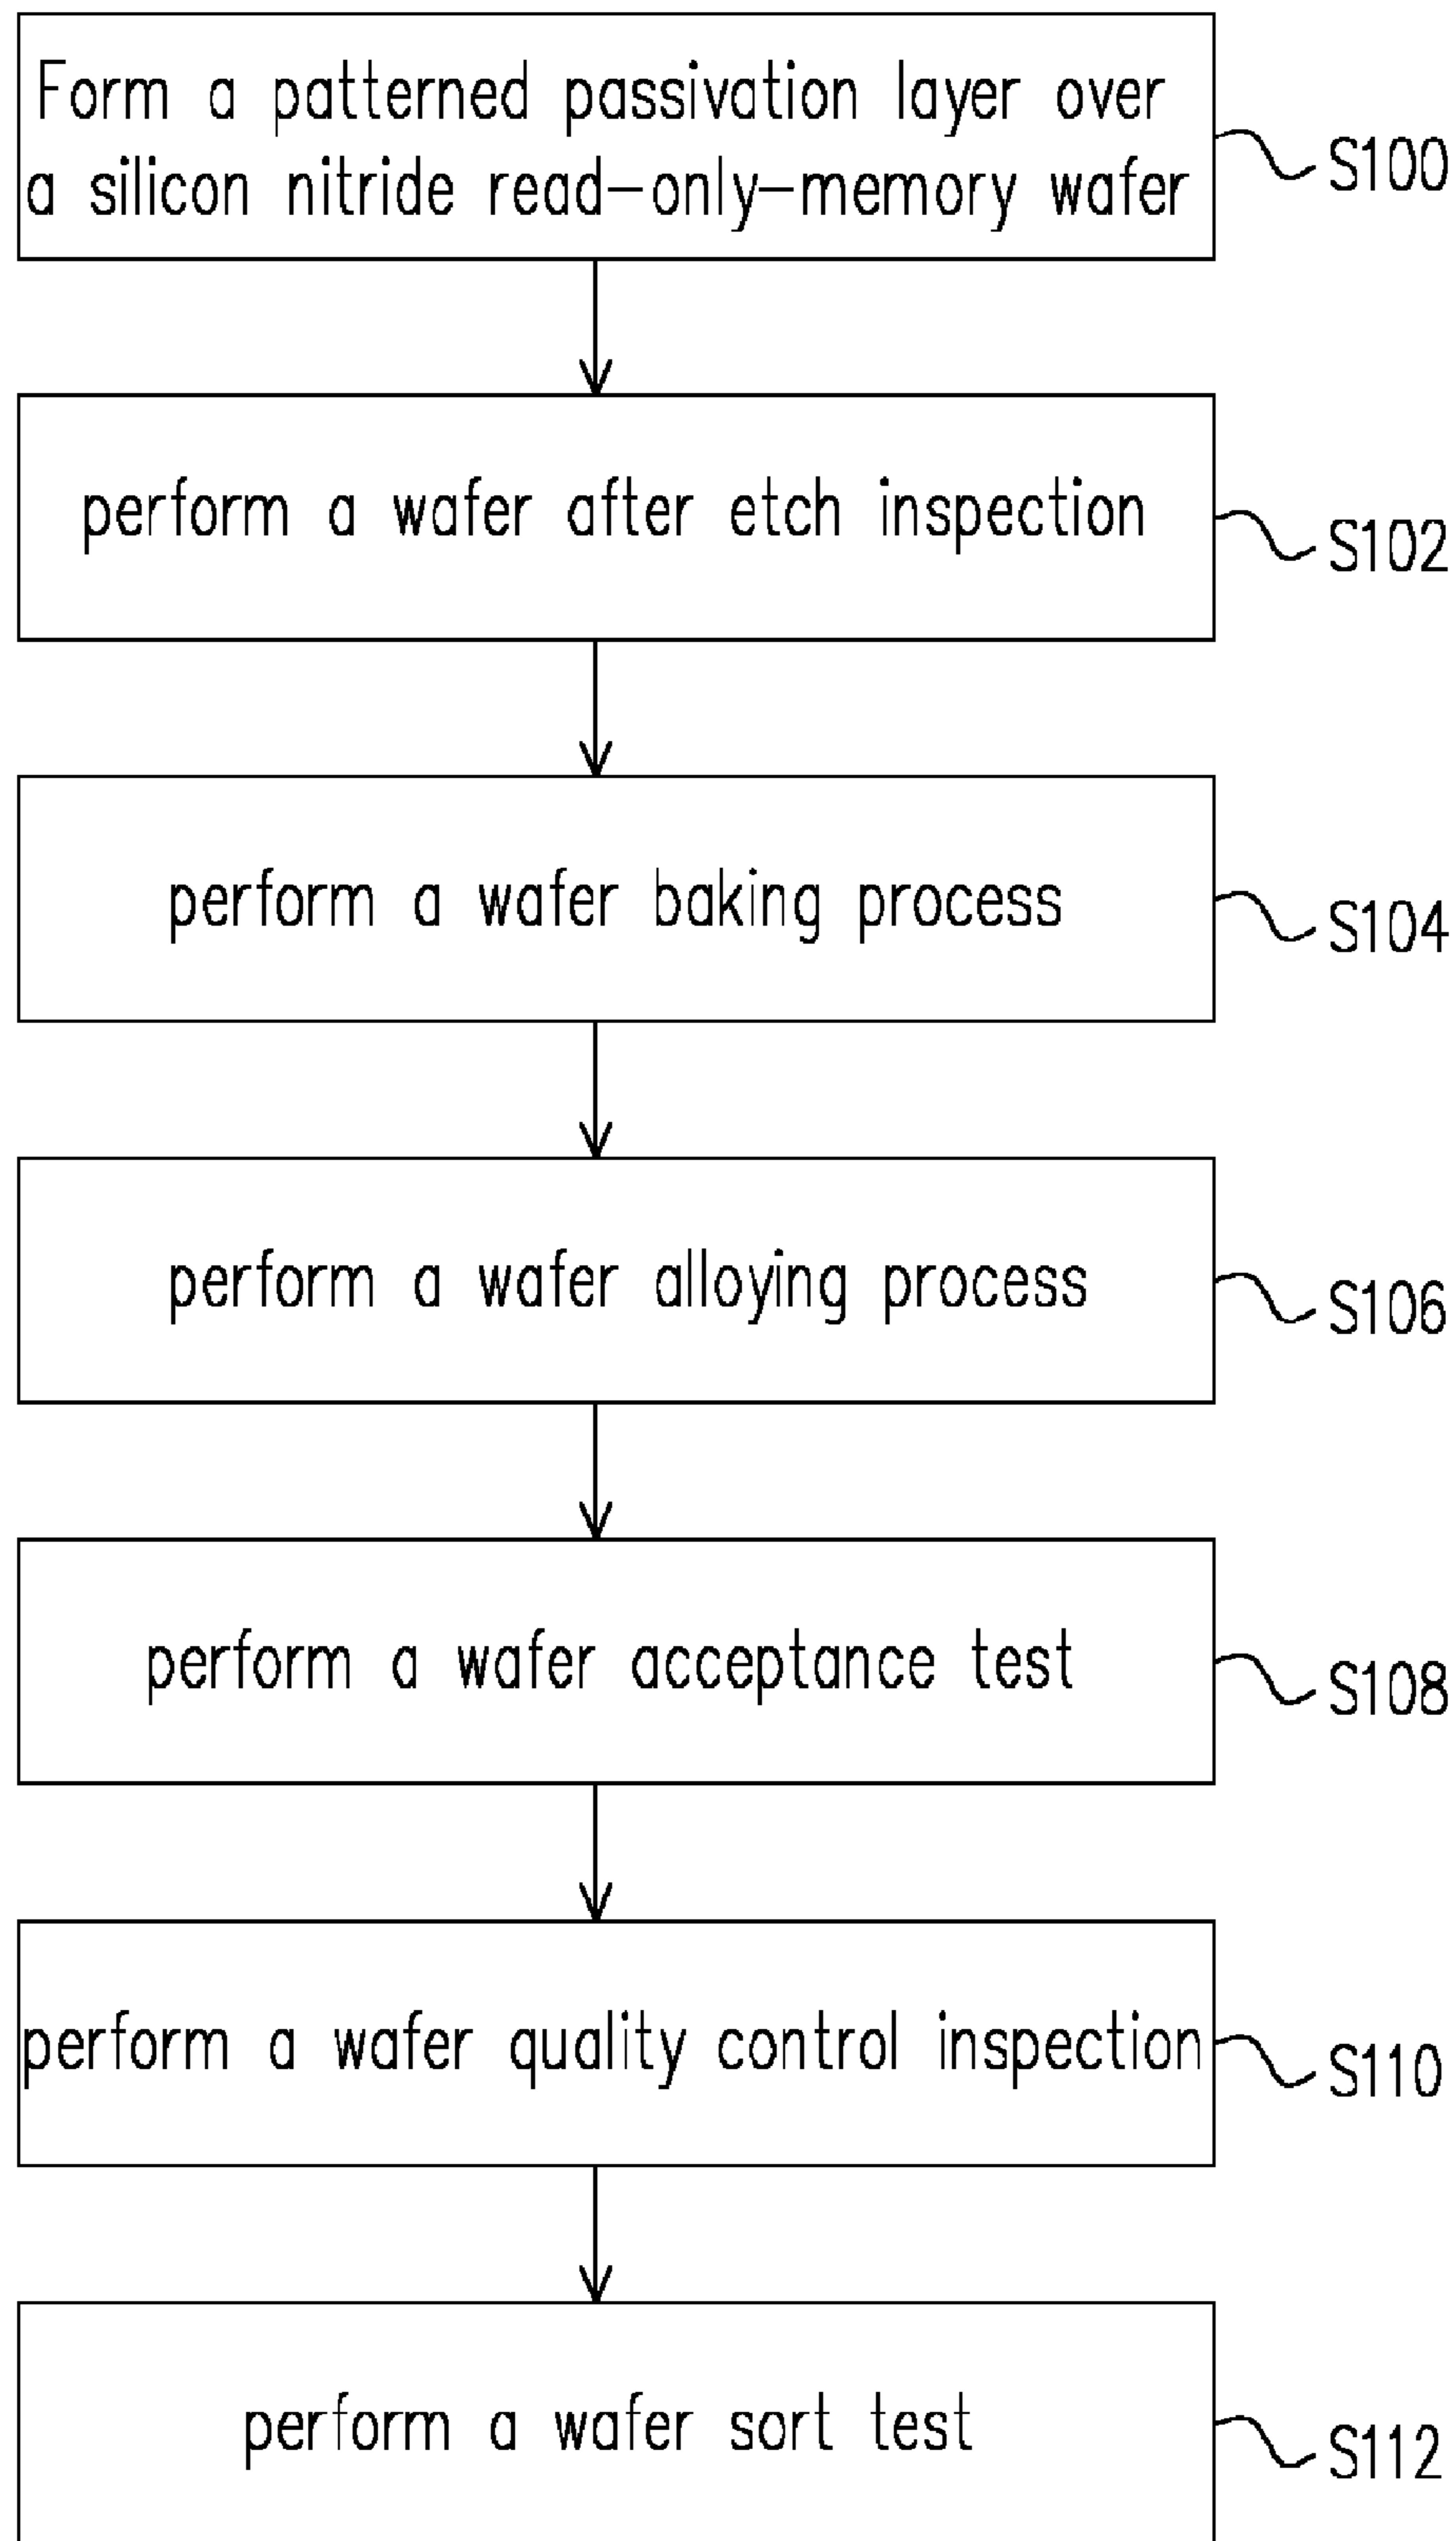 Form a patterned passivation layer over
a silicon nitride read-only-memory wafer
S100
perform a wafer after etch inspection
S102
perform a wafer baking process
S104
perform a wafer alloying process
S106
perform a wafer acceptance test
S108
perform a wafer quality control inspection
S110
perform a wafer sort test
S112